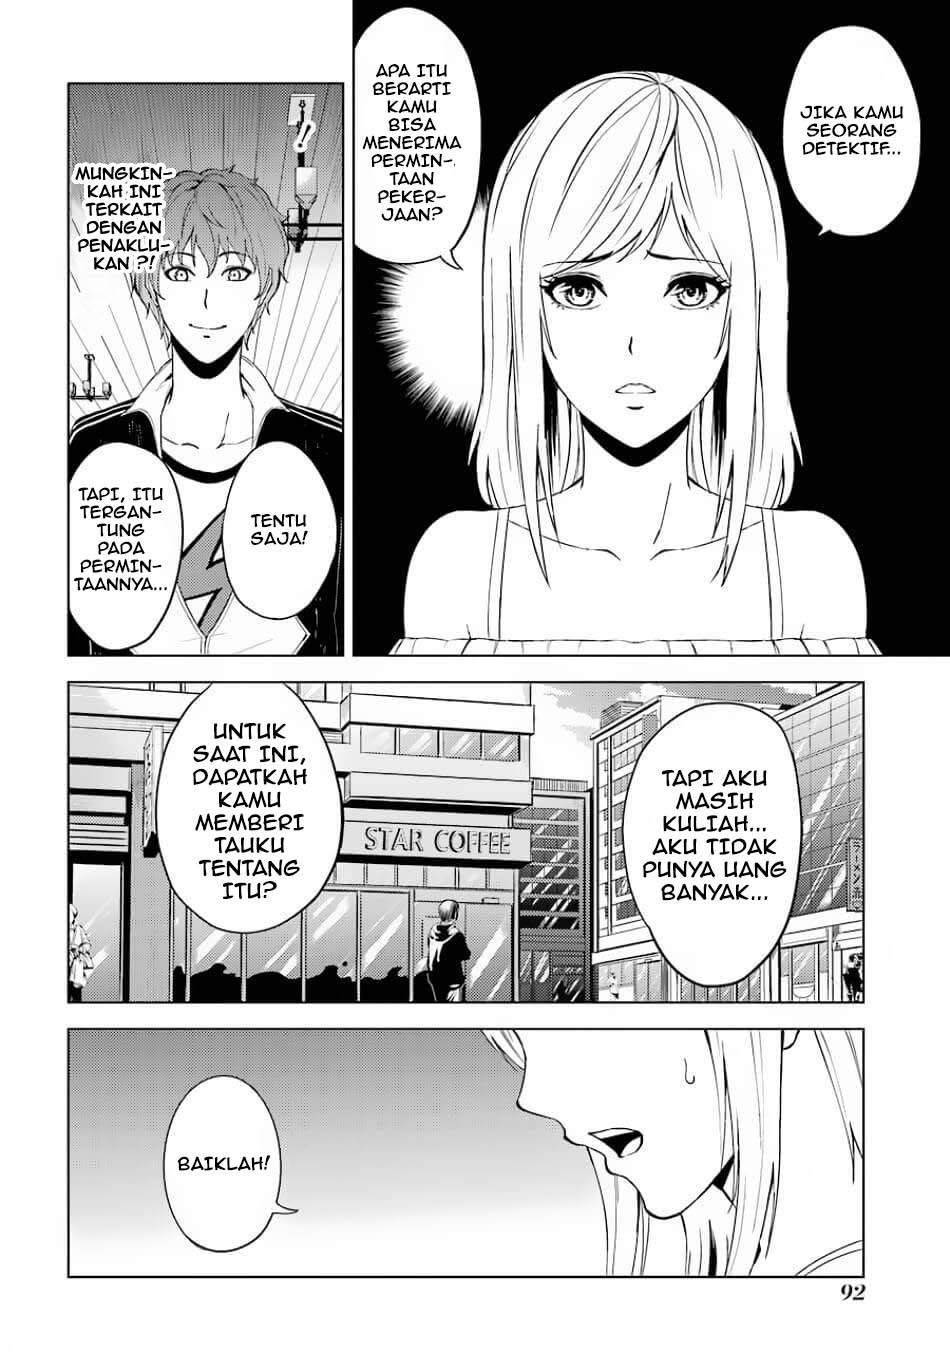 JIKA KAMU
SEORANG
DETEKTIF...
APA ITU
BERARTI
KAMU
BISA
MENERIMA
PERMIN-
TAAN
PEKER-
JAAN?
MUNGKIN-
KAH INI
TERKAIT
DENGAN
PENAKLU-
KAN ?!
TENTU
SAJA!
TAPI, ITU
TERGAN-
TUNG
PADA
PERMIN-
TAANNYA...
TAPI AKU
MASIH
KULIAH...
AKU TIDAK
PUNYA UANG
BANYAK...
UNTUK
SAAT INI,
DAPATKAH
KAMU
MEMBERI
TAUKU
TENTANG
ITU?
STAR COFFEE
BAIKLAH!
92